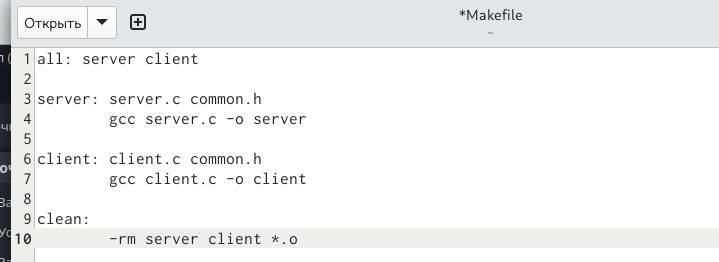 Открыть
*Makefile
~
1 all: server client
2
3 server: server.c common.h
4 gcc server.c -o server
5
6 client: client.c common.h
7 gcc client.c -o client
8
9 clean:
10 -rm server client *.o